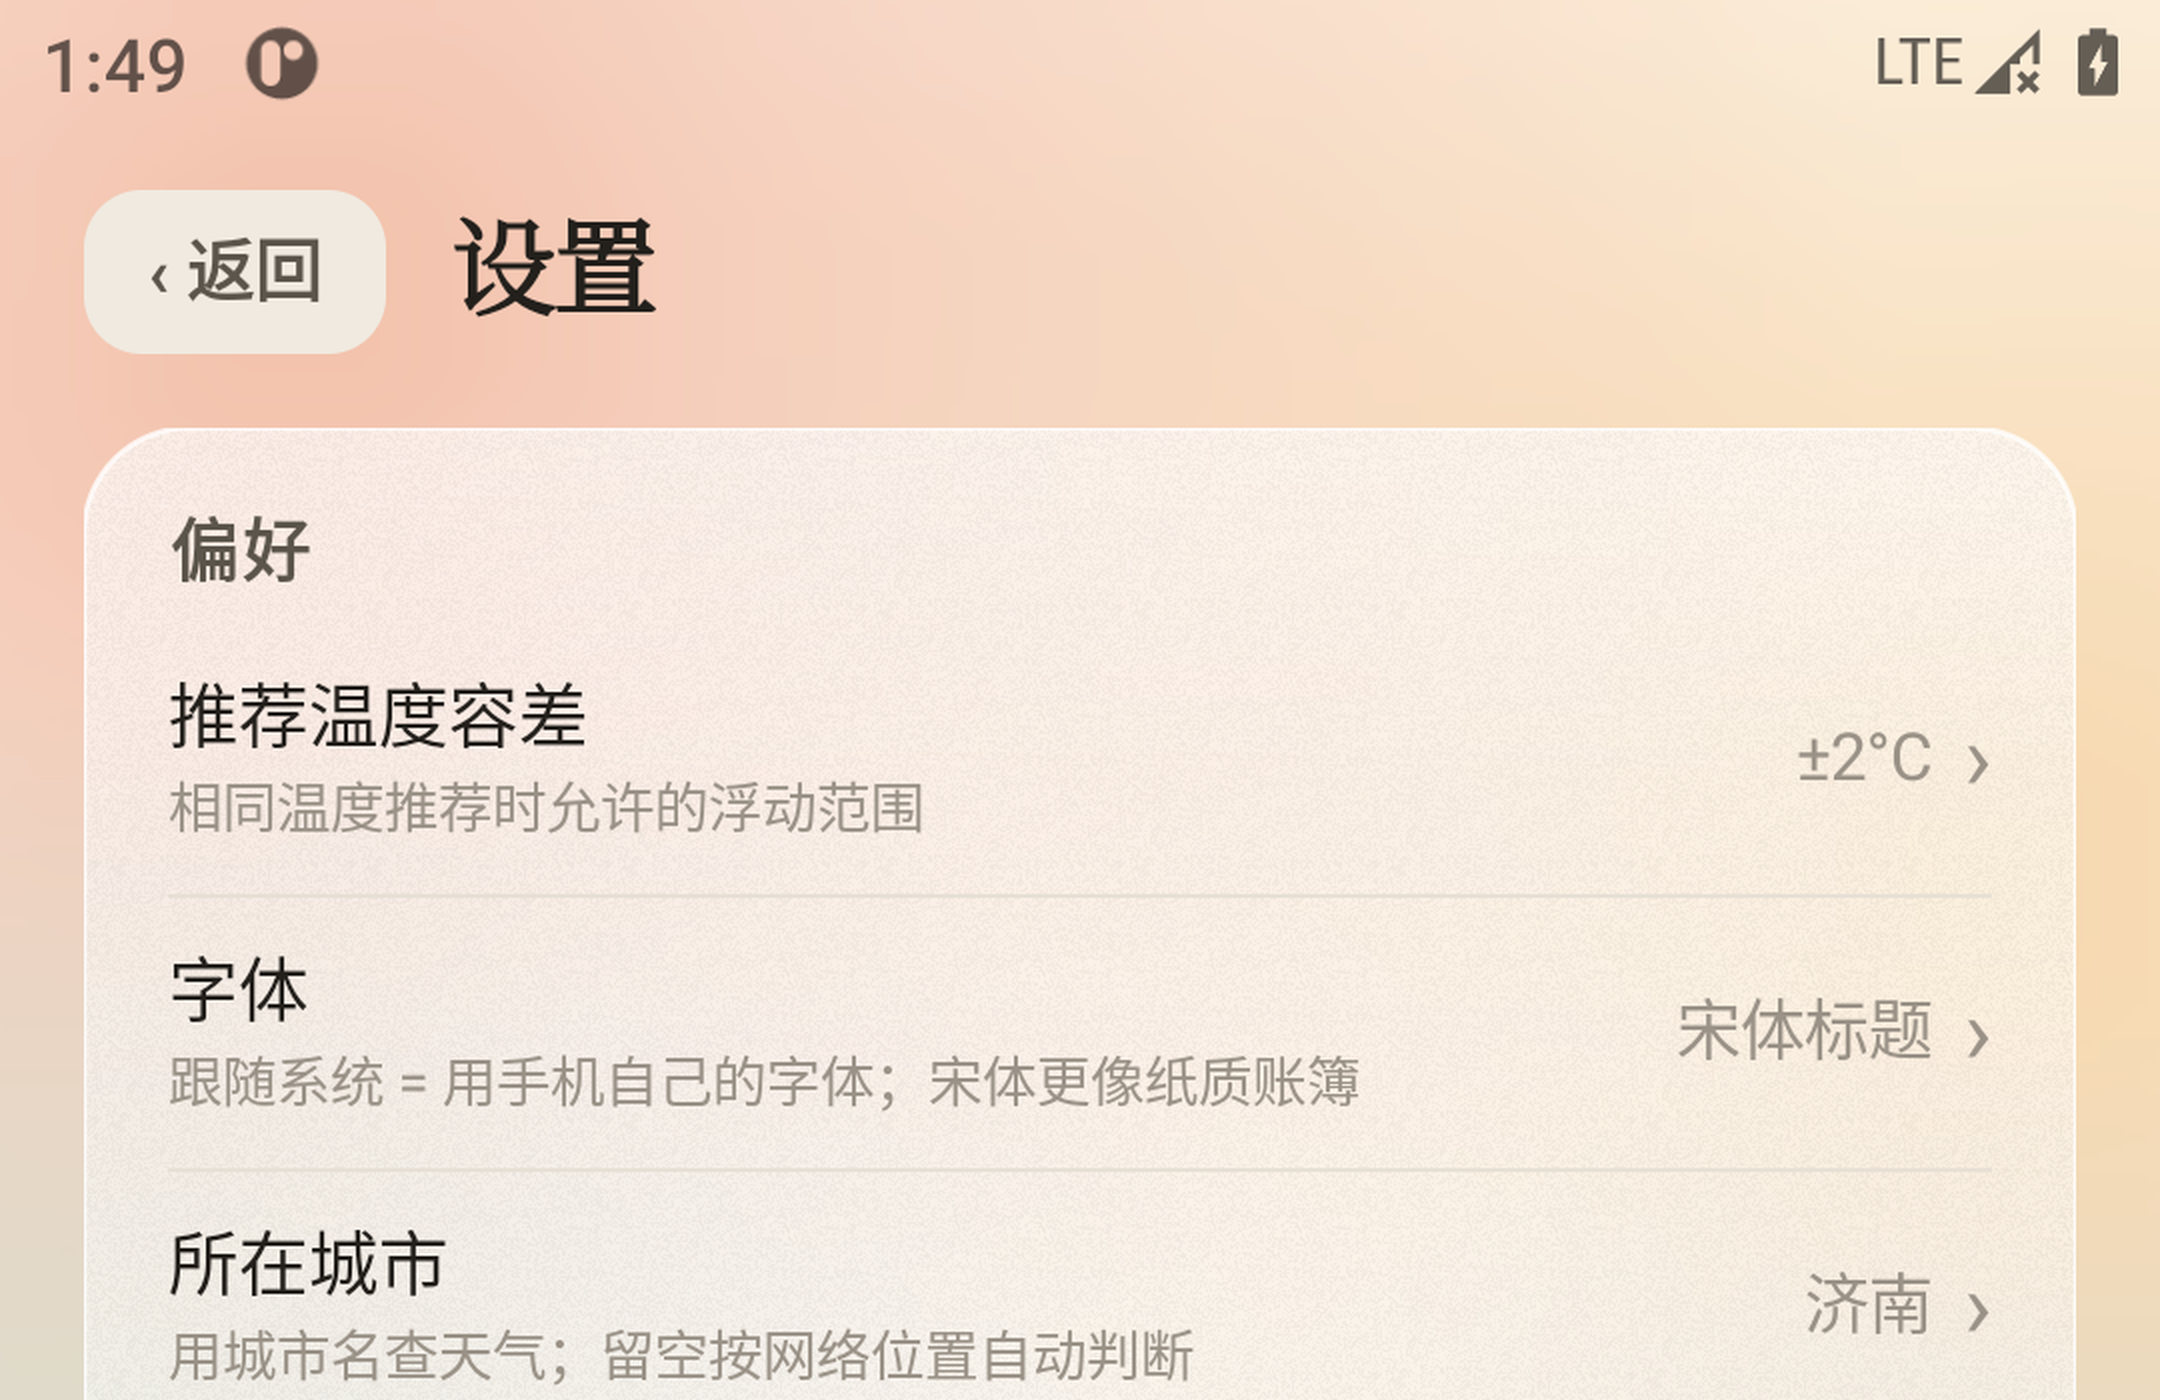 1:49
LTE
‹ 返回
设置
偏好
推荐温度容差
相同温度推荐时允许的浮动范围
±2°C ›
字体
跟随系统 = 用手机自己的字体；宋体更像纸质账簿
宋体标题 ›
所在城市
用城市名查天气；留空按网络位置自动判断
济南 ›